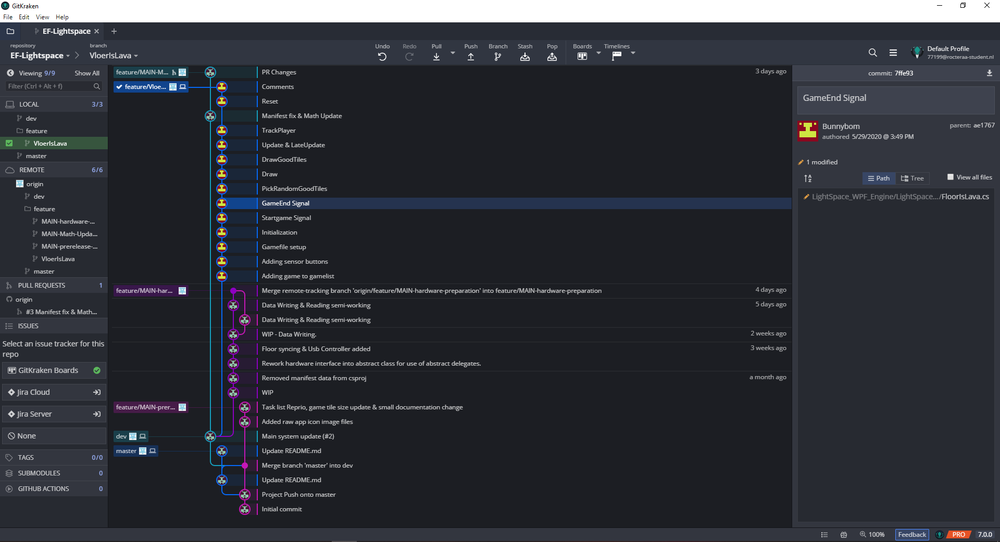 GitKraken
File Edit View Help
EF-Lightspace
repository
EF-Lightspace
branch
VloerIsLava
Undo
Redo
Pull
Push
Branch
Stash
Pop
Boards
Timelines
Default Profile
77199@rocteraa-student.nl
Viewing 9/9 Show All
Filter (Ctrl + Alt + f)
LOCAL 3/3
dev
feature
VloerIsLava
master
REMOTE 6/6
origin
dev
feature
MAIN-hardware-...
MAIN-Math-Upda...
MAIN-prerelease-...
VloerIsLava
master
PULL REQUESTS 1
origin
#3 Manifest fix & Math...
ISSUES
Select an issue tracker for this
repo
GitKraken Boards
Jira Cloud
Jira Server
None
TAGS 0/0
SUBMODULES 0
GITHUB ACTIONS 0
feature/MAIN-M... PR Changes 3 days ago
feature/Vloe... Comments
Reset
Manifest fix & Math Update
TrackPlayer
Update & LateUpdate
DrawGoodTiles
Draw
PickRandomGoodTiles
GameEnd Signal
Startgame Signal
Initialization
Gamefile setup
Adding sensor buttons
Adding game to gamelist
feature/MAIN-har... Merge remote-tracking branch 'origin/feature/MAIN-hardware-preparation' into feature/MAIN-hardware-preparation 4 days ago
Data Writing & Reading semi-working 5 days ago
Data Writing & Reading semi-working
WIP - Data Writing. 2 weeks ago
Floor syncing & Usb Controller added 3 weeks ago
Rework hardware interface into abstract class for use of abstract delegates.
Removed manifest data from csproj a month ago
WIP
feature/MAIN-prer... Task list Reprio, game tile size update & small documentation change
Added raw app icon image files
dev Main system update (#2)
master Update README.md
Merge branch 'master' into dev
Update README.md
Project Push onto master
Initial commit
commit: 7ffe93
GameEnd Signal
Bunnybom
authored 5/29/2020 @ 3:49 PM
parent: ae1767
1 modified
Path Tree View all files
LightSpace_WPF_Engine/LightSpace.../FloorIsLava.cs
100% Feedback PRO 7.0.0